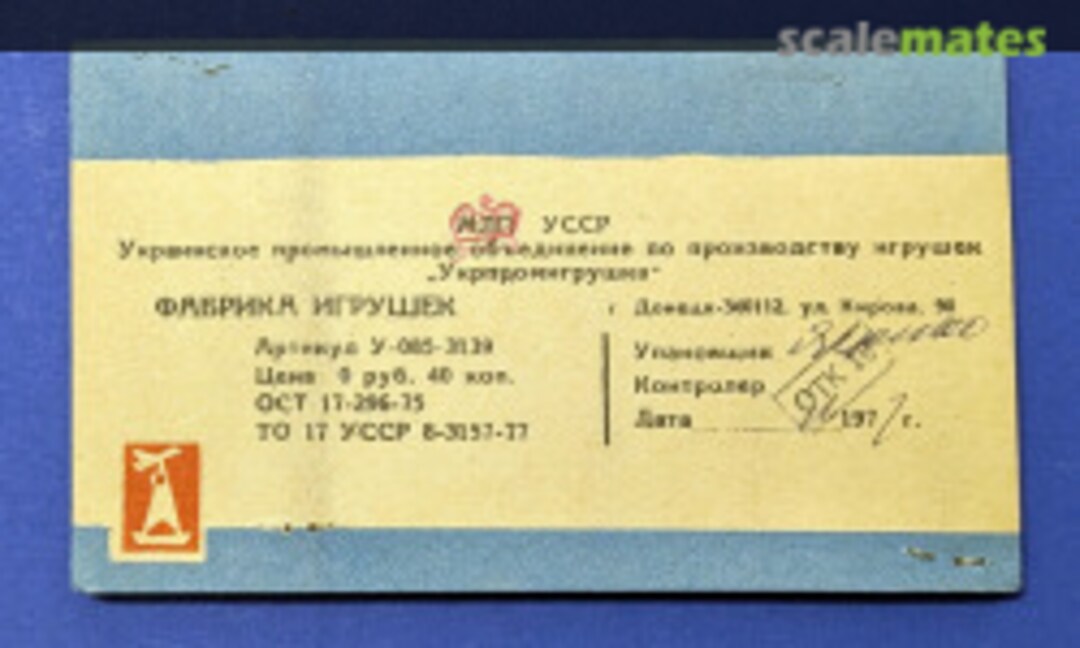 scalemates
МЛП УССР
Украинское промышленное объединение по производству игрушек
„Укрпромигрушка"
ФАБРИКА ИГРУШЕК
г. Донецк-340112, ул. Кирова, 90
Артикул У-085-3139
Цена 0 руб. 40 коп.
ОСТ 17-296-75
ТО 17 УССР 8-3157-77
Упаковщик
Контролер
ОТК
Дата 1977 г.